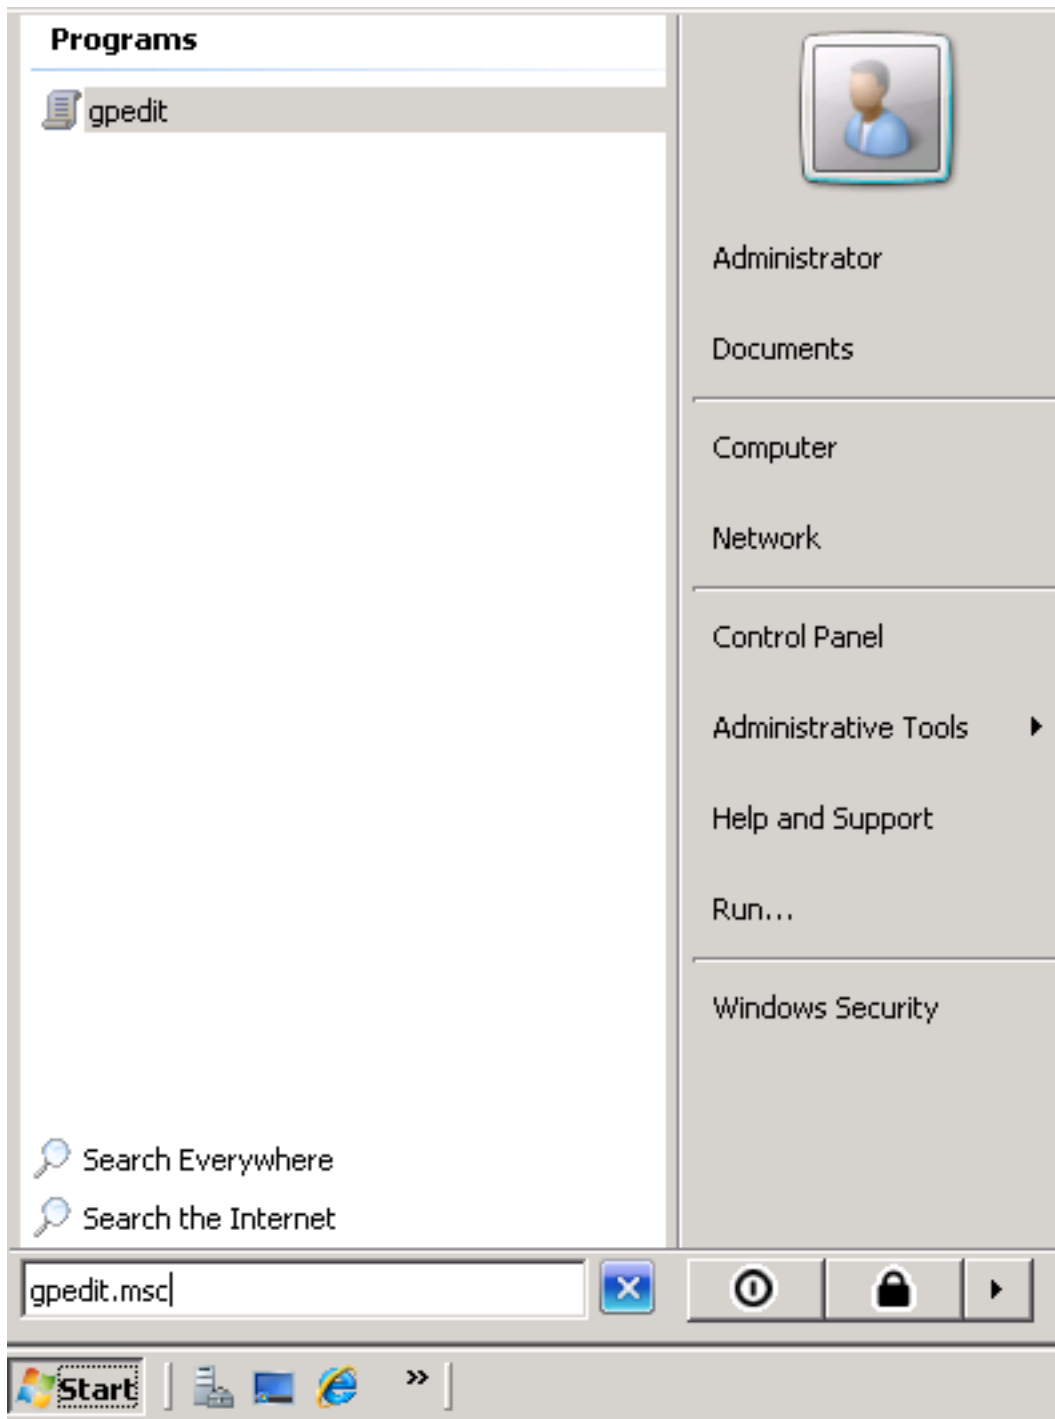 Programs
gpedit
Search Everywhere
Search the Internet
gpedit.msc
Administrator
Documents
Computer
Network
Control Panel
Administrative Tools
Help and Support
Run...
Windows Security
Start